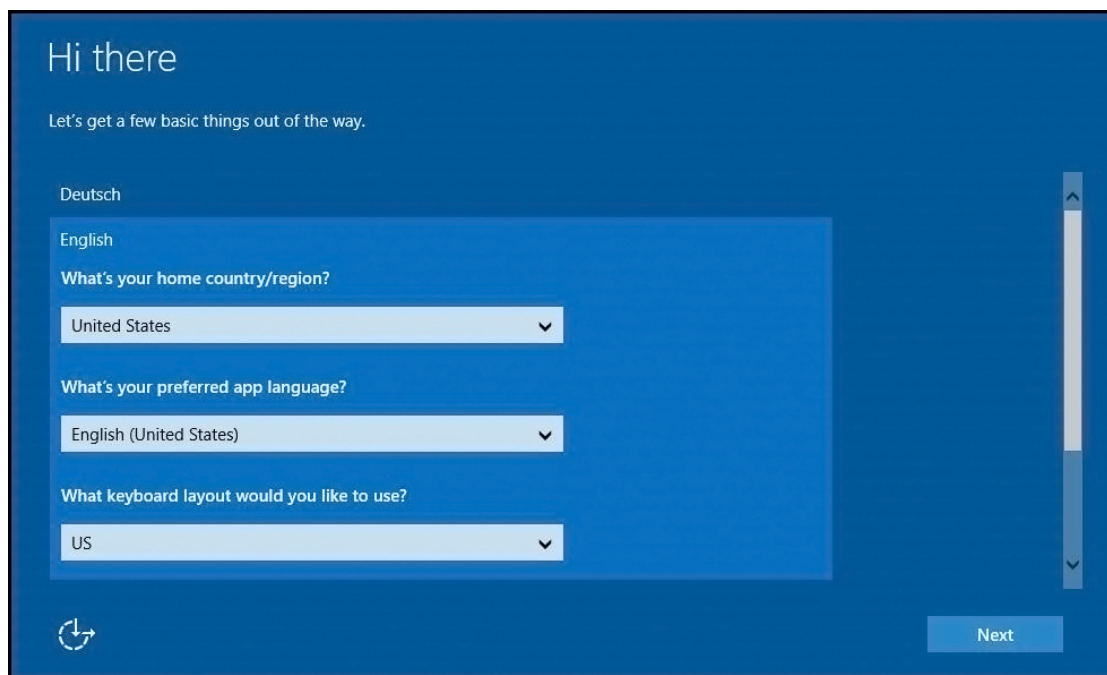 Hi there
Let's get a few basic things out of the way.
Deutsch
English
What's your home country/region?
United States
What's your preferred app language?
English (United States)
What keyboard layout would you like to use?
US
Next